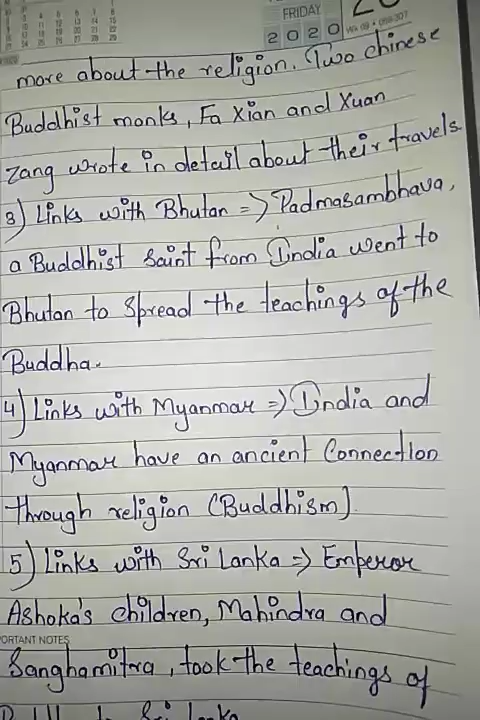 FRIDAY
2020
more about the religion. Two chinese
Buddhist monks, Fa Xian and Xuan
zang wrote in detail about their travels.
3) Links with Bhutan => Padmasambhava,
a Buddhist Saint from India went to
Bhutan to Spread the teachings of the
Buddha.
4) Links with Myanmar => India and
Myanmar have an ancient Connection
through religion (Buddhism)
5) Links with Sri Lanka => Emperor
Ashoka's children, Mahindra and
PORTANT NOTES
Sanghamitra, took the teachings of